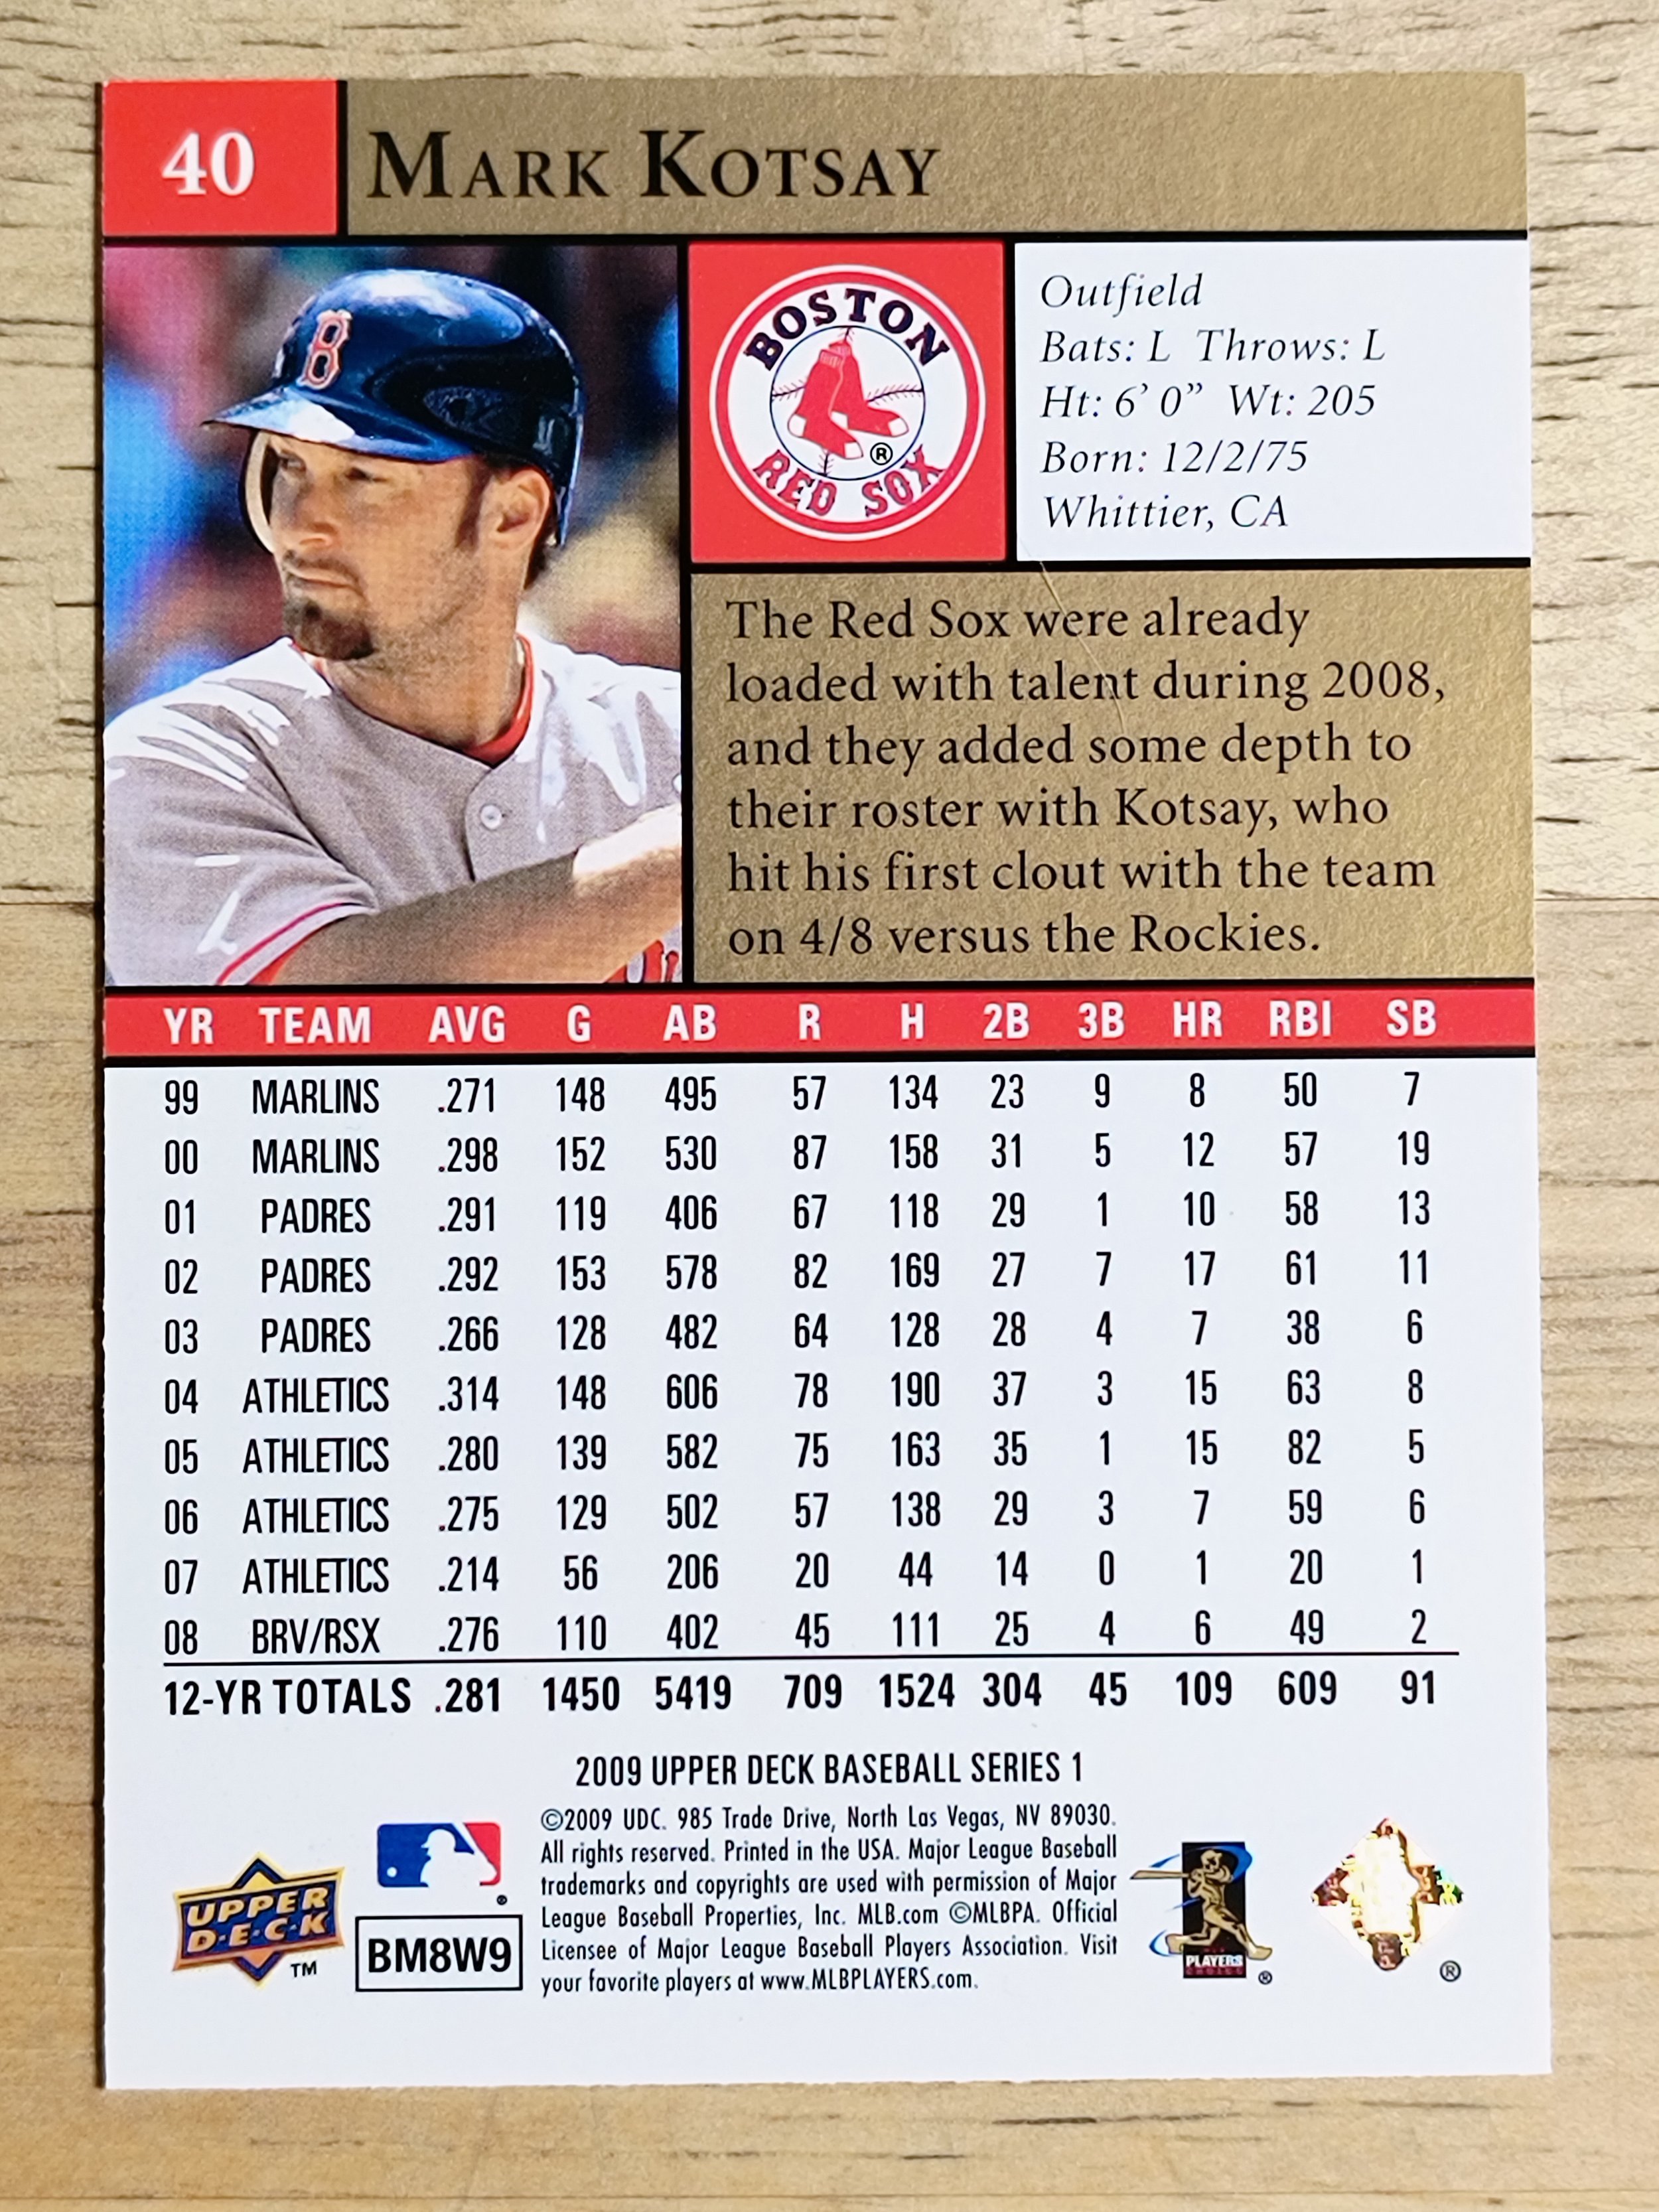 40 MARK KOTSAY
B
BOSTON
RED SOX
®
Outfield
Bats: L Throws: L
Ht: 6’ 0” Wt: 205
Born: 12/2/75
Whittier, CA
The Red Sox were already
loaded with talent during 2008,
and they added some depth to
their roster with Kotsay, who
hit his first clout with the team
on 4/8 versus the Rockies.
YR TEAM AVG G AB R H 2B 3B HR RBI SB
99 MARLINS .271 148 495 57 134 23 9 8 50 7
00 MARLINS .298 152 530 87 158 31 5 12 57 19
01 PADRES .291 119 406 67 118 29 1 10 58 13
02 PADRES .292 153 578 82 169 27 7 17 61 11
03 PADRES .266 128 482 64 128 28 4 7 38 6
04 ATHLETICS .314 148 606 78 190 37 3 15 63 8
05 ATHLETICS .280 139 582 75 163 35 1 15 82 5
06 ATHLETICS .275 129 502 57 138 29 3 7 59 6
07 ATHLETICS .214 56 206 20 44 14 0 1 20 1
08 BRV/RSX .276 110 402 45 111 25 4 6 49 2
12-YR TOTALS .281 1450 5419 709 1524 304 45 109 609 91
2009 UPPER DECK BASEBALL SERIES 1
©2009 UDC. 985 Trade Drive, North Las Vegas, NV 89030.
All rights reserved. Printed in the USA. Major League Baseball
trademarks and copyrights are used with permission of Major
League Baseball Properties, Inc. MLB.com ©MLBPA. Official
Licensee of Major League Baseball Players Association. Visit
your favorite players at www.MLBPLAYERS.com.
UPPER
D·E·C·K
TM
®
BM8W9
PLAYERS
CHOICE
®
®